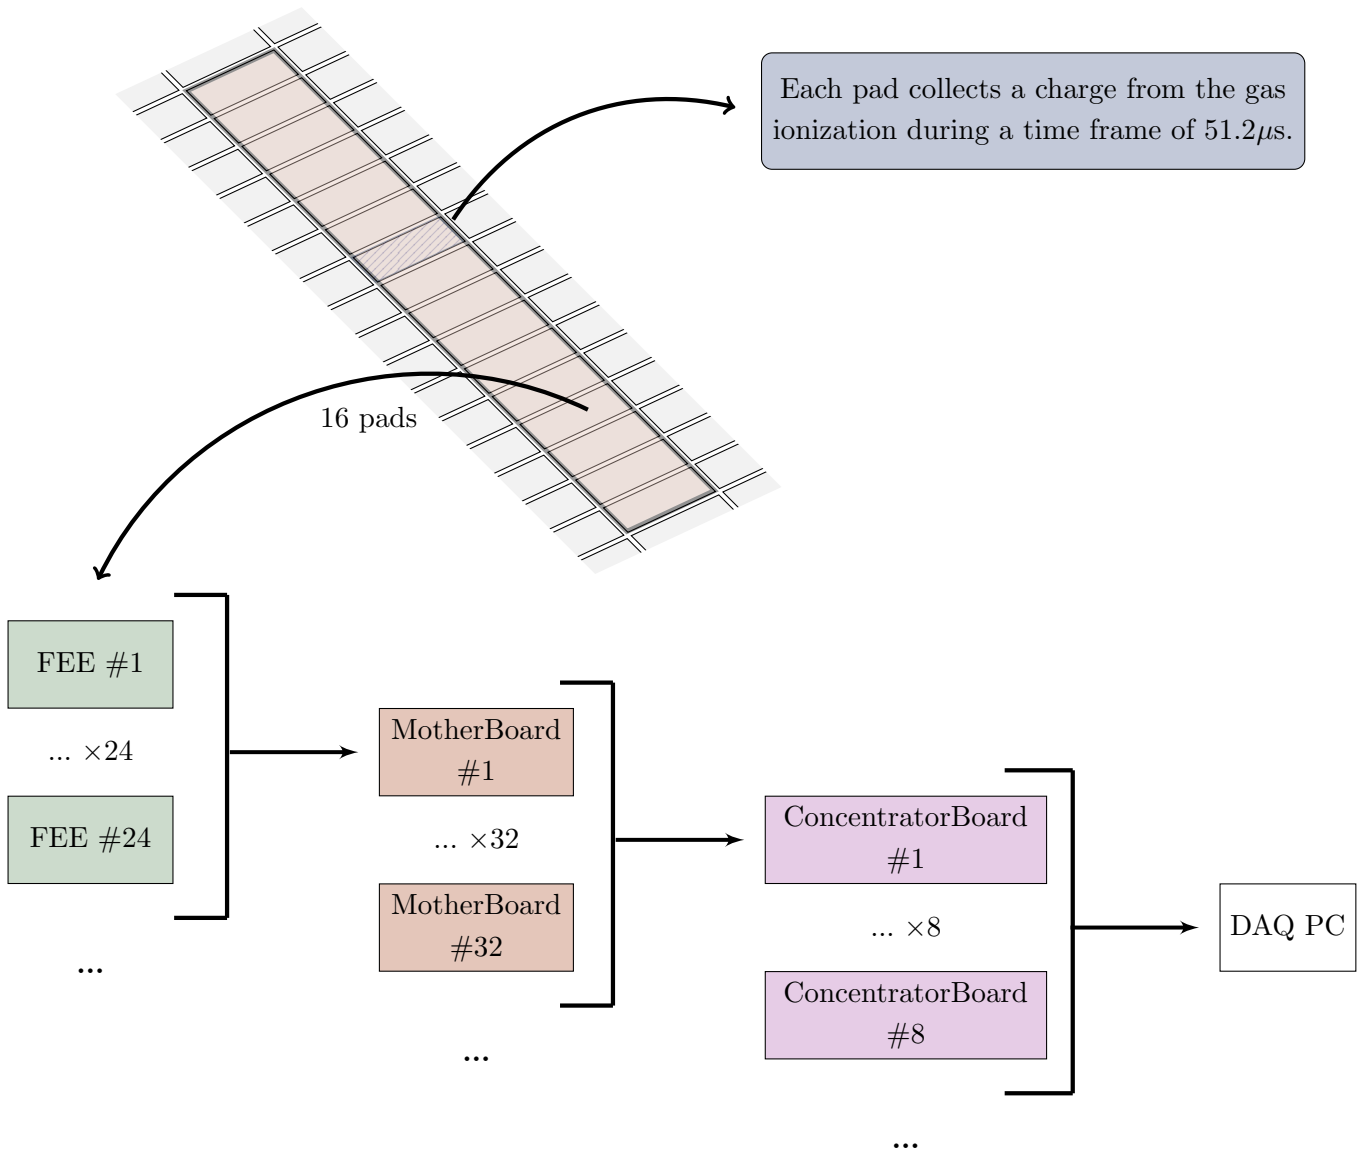 Each pad collects a charge from the gas
ionization during a time frame of 51.2μs.
16 pads
FEE #1
... ×24
FEE #24
...
MotherBoard
#1
... ×32
MotherBoard
#32
...
ConcentratorBoard
#1
... ×8
ConcentratorBoard
#8
...
DAQ PC